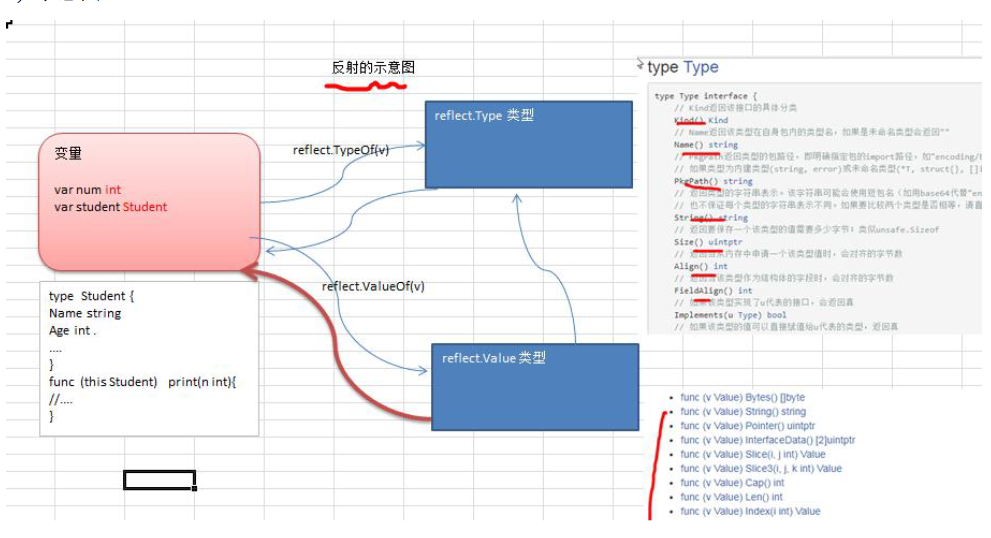 反射的示意图
变量
var num int
var student Student
reflect.TypeOf(v)
reflect.Type 类型
reflect.ValueOf(v)
reflect.Value 类型
type Student {
Name string
Age int .
....
}
func (this Student) print(n int){
//....
}
type Type
type Type interface {
// Kind返回该接口的具体分类
Kind() Kind
// Name返回该类型在自身包内的类型名，如果是未命名类型会返回""
Name() string
// PkgPath返回类型的包路径，即明确指定包的import路径，如"encoding/
// 如果类型为内建类型(string, error)或未命名类型(*T, struct{}, []
PkgPath() string
// 返回类型的字符串表示。该字符串可能会使用短包名（如用base64代替"en
// 也不保证每个类型的字符串表示不同。如果要比较两个类型是否相等，请直
String() string
// 返回要保存一个该类型的值需要多少字节；类似unsafe.Sizeof
Size() uintptr
// 返回当从内存中申请一个该类型值时，会对齐的字节数
Align() int
// 返回当该类型作为结构体的字段时，会对齐的字节数
FieldAlign() int
// 如果该类型实现了u代表的接口，会返回真
Implements(u Type) bool
// 如果该类型的值可以直接赋值给u代表的类型，返回真
func (v Value) Bytes() []byte
func (v Value) String() string
func (v Value) Pointer() uintptr
func (v Value) InterfaceData() [2]uintptr
func (v Value) Slice(i, j int) Value
func (v Value) Slice3(i, j, k int) Value
func (v Value) Cap() int
func (v Value) Len() int
func (v Value) Index(i int) Value